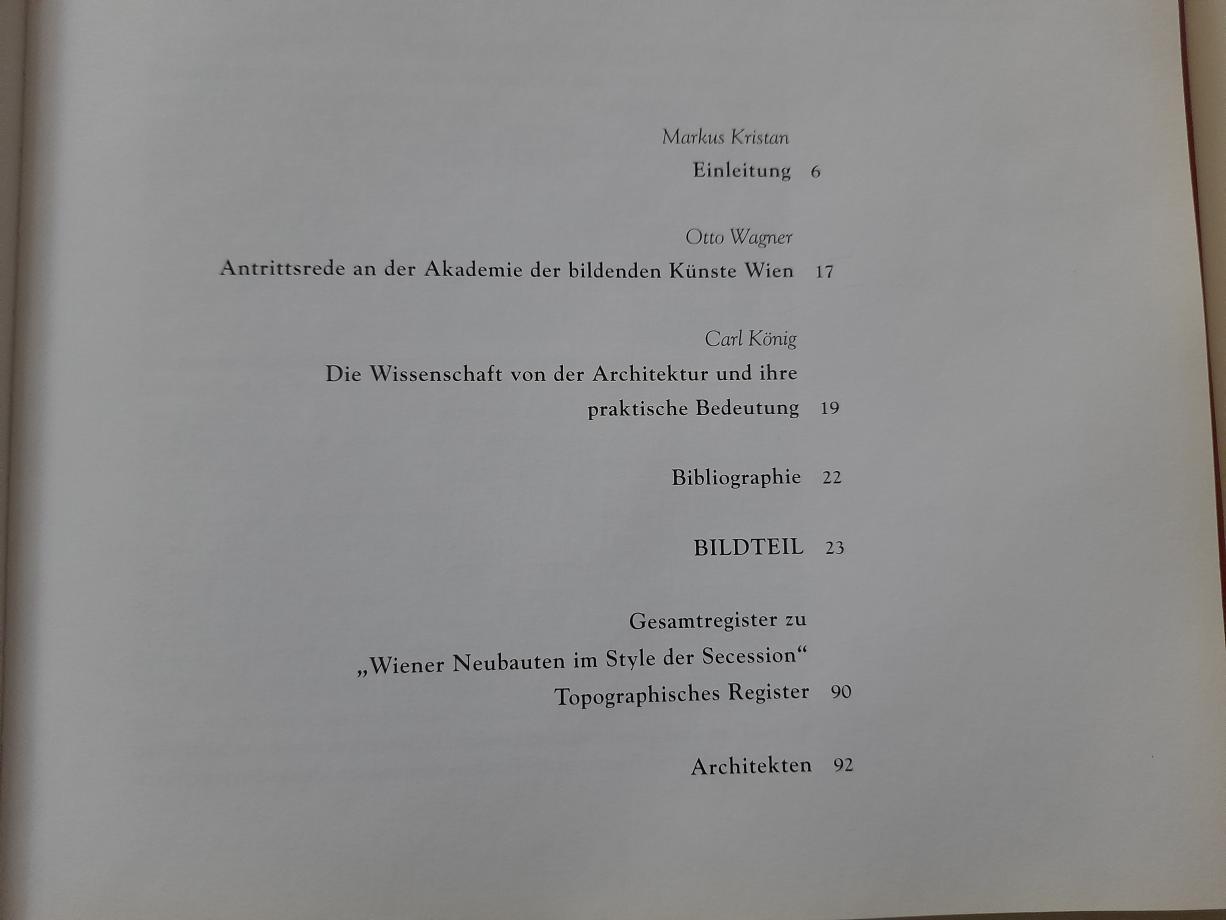 Markus Kristan
Einleitung 6
Otto Wagner
Antrittsrede an der Akademie der bildenden Künste Wien 17
Carl König
Die Wissenschaft von der Architektur und ihre
praktische Bedeutung 19
Bibliographie 22
BILDTEIL 23
Gesamtregister zu
„Wiener Neubauten im Style der Secession“
Topographisches Register 90
Architekten 92